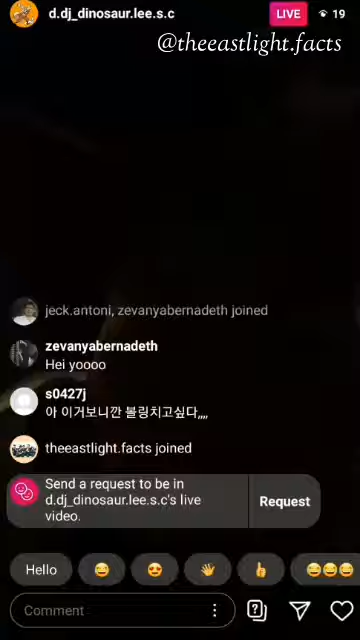 d.dj_dinosaur.lee.s.c
LIVE
19
@theeastlight.facts
jeck.antoni, zevanyabernadeth joined
zevanyabernadeth
Hei yoooo
s0427j
아 이거보니깐 볼링치고싶다,,,,
theeastlight.facts joined
Send a request to be in
d.dj_dinosaur.lee.s.c's live
video.
Request
Hello
Comment